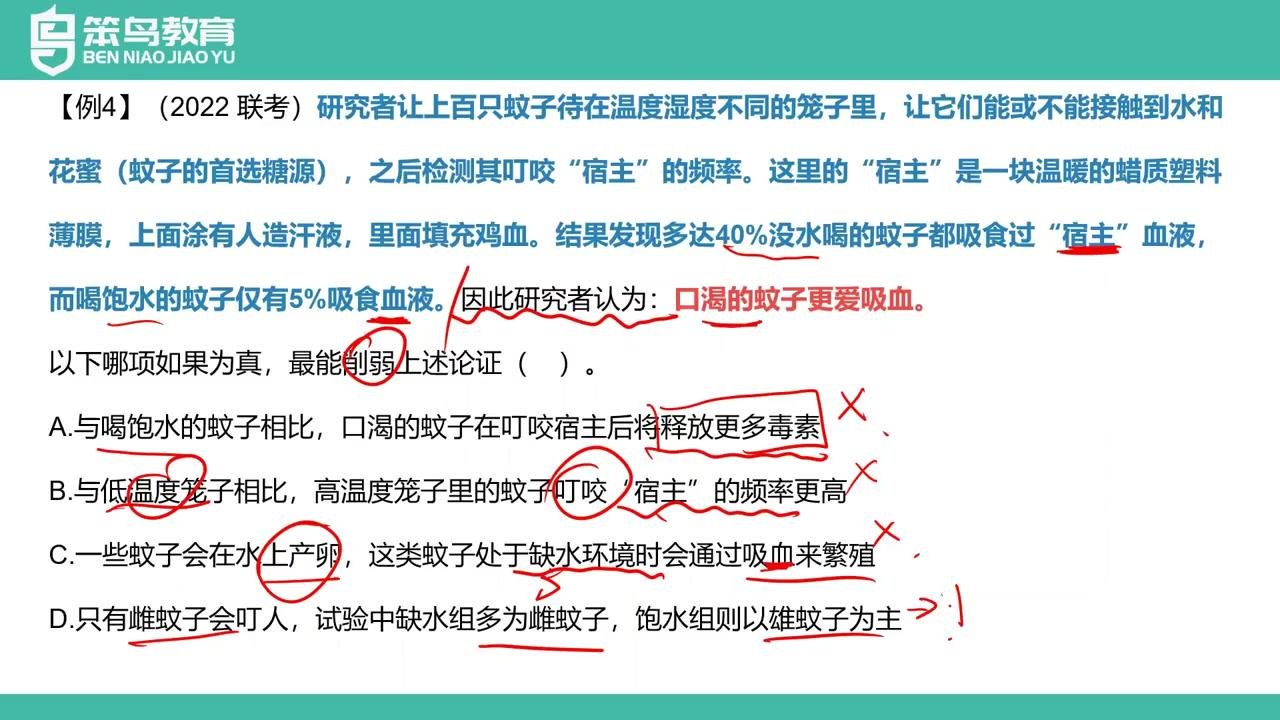 笨鸟教育
BEN NIAO JIAO YU
【例4】（2022 联考）研究者让上百只蚊子待在温度湿度不同的笼子里，让它们能或不能接触到水和
花蜜（蚊子的首选糖源），之后检测其叮咬“宿主”的频率。这里的“宿主”是一块温暖的蜡质塑料
薄膜，上面涂有人造汗液，里面填充鸡血。结果发现多达40%没水喝的蚊子都吸食过“宿主”血液，
而喝饱水的蚊子仅有5%吸食血液。因此研究者认为：口渴的蚊子更爱吸血。
以下哪项如果为真，最能削弱上述论证（　）。
A.与喝饱水的蚊子相比，口渴的蚊子在叮咬宿主后将释放更多毒素
B.与低温度笼子相比，高温度笼子里的蚊子叮咬“宿主”的频率更高
C.一些蚊子会在水上产卵，这类蚊子处于缺水环境时会通过吸血来繁殖
D.只有雌蚊子会叮人，试验中缺水组多为雌蚊子，饱水组则以雄蚊子为主